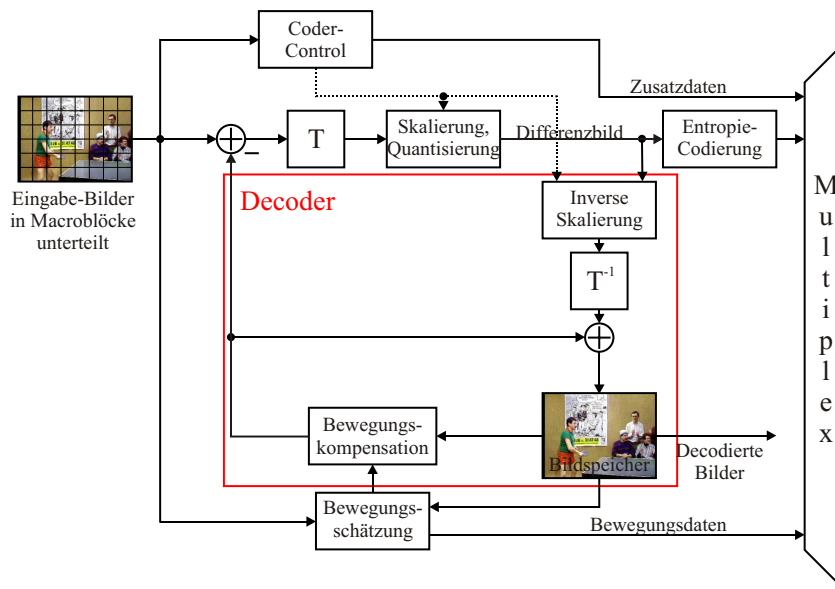 Coder-
Control
Zusatzdaten
T
Skalierung,
Quantisierung
Differenzbild
Entropie-
Codierung
Eingabe-Bilder
in Macroblöcke
unterteilt
Decoder
Inverse
Skalierung
T-1
Multiplex
Bewegungs-
kompensation
Bildspeicher
Decodierte
Bilder
Bewegungs-
schätzung
Bewegungsdaten